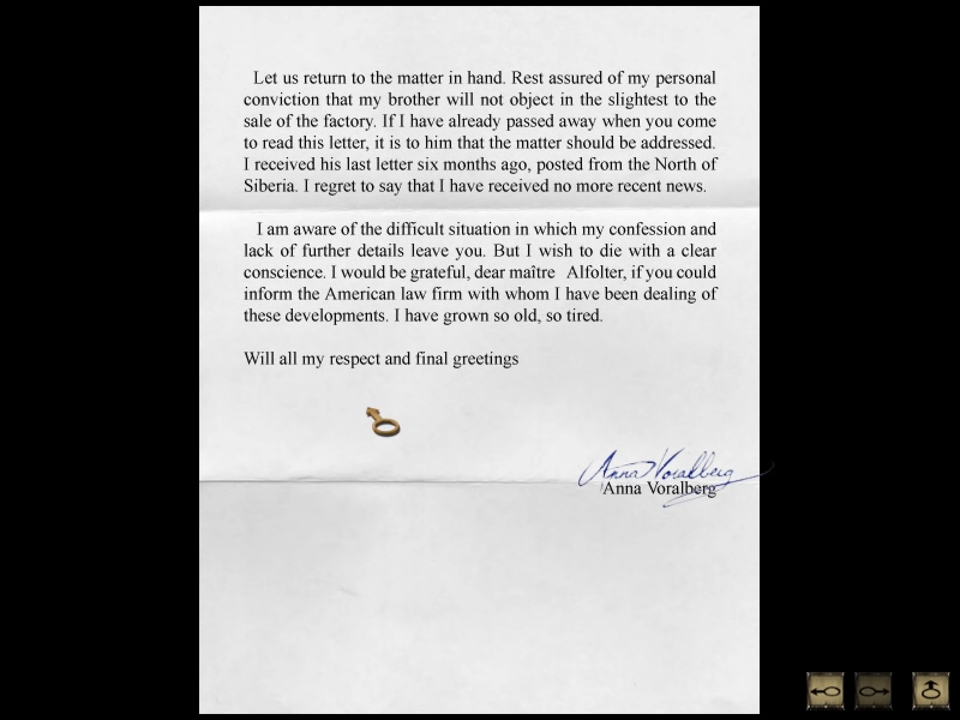 Let us return to the matter in hand. Rest assured of my personal
conviction that my brother will not object in the slightest to the
sale of the factory. If I have already passed away when you come
to read this letter, it is to him that the matter should be addressed.
I received his last letter six months ago, posted from the North of
Siberia. I regret to say that I have received no more recent news.
I am aware of the difficult situation in which my confession and
lack of further details leave you. But I wish to die with a clear
conscience. I would be grateful, dear maître Alfolter, if you could
inform the American law firm with whom I have been dealing of
these developments. I have grown so old, so tired.
Will all my respect and final greetings
Anna Voralberg
Anna Voralberg